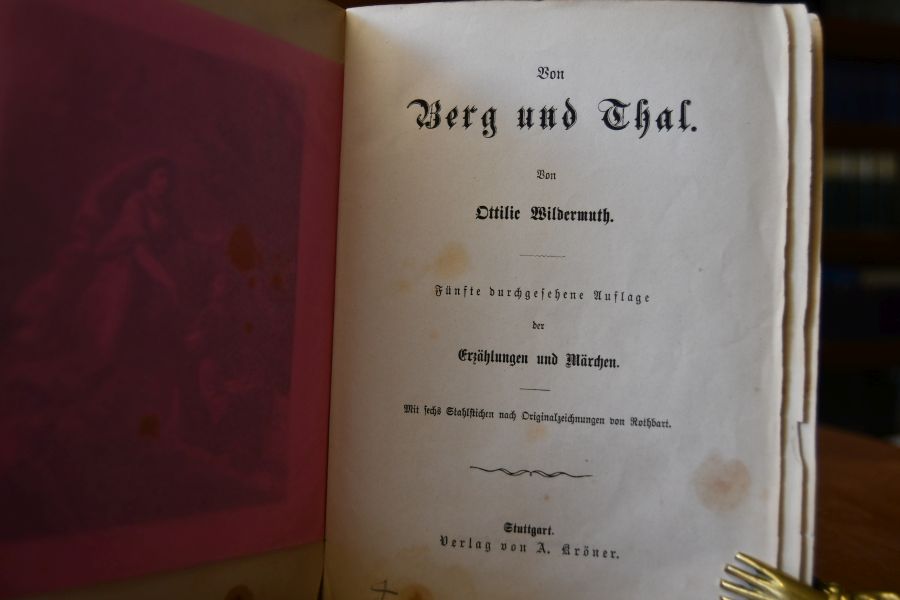 Von
Berg und Thal.
Von
Ottilie Wildermuth.
Fünfte durchgesehene Auflage
der
Erzählungen und Märchen.
Mit sechs Stahlstichen nach Originalzeichnungen von Rothbart.
Stuttgart.
Verlag von A. Kröner.